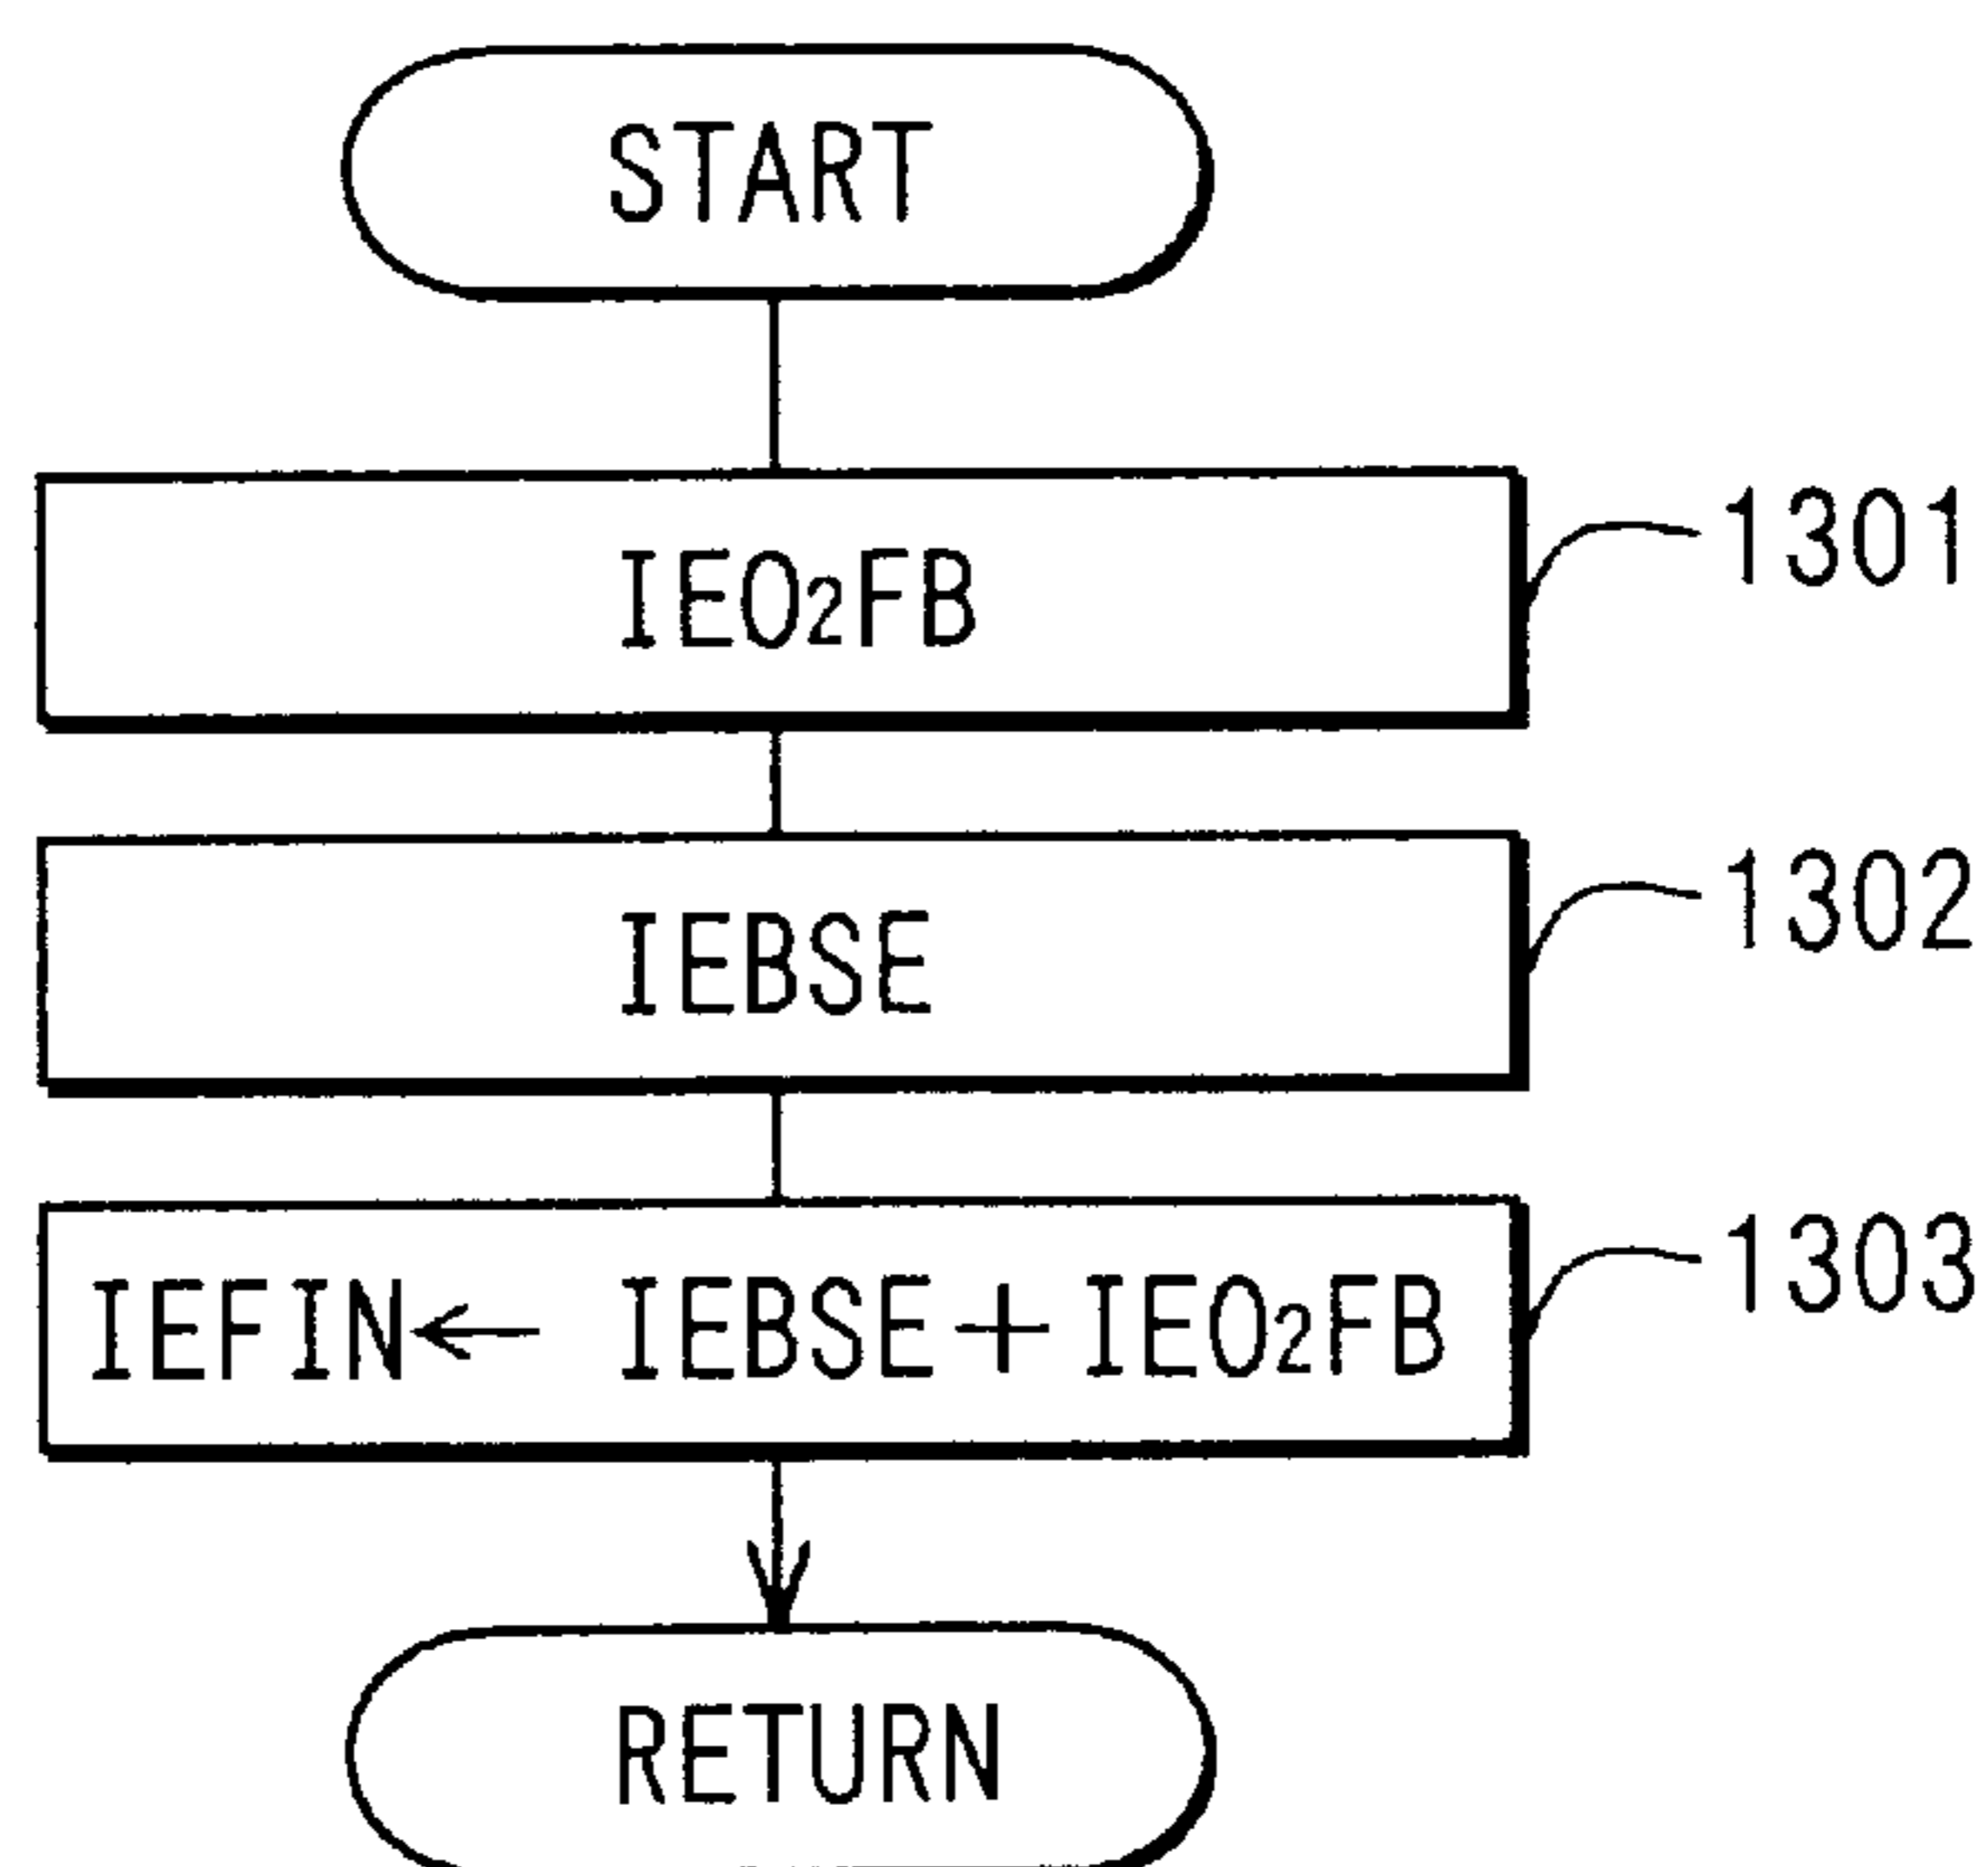 START
IEO₂FB
1301
IEBSE
1302
IEFIN← IEBSE+IEO₂FB
1303
RETURN